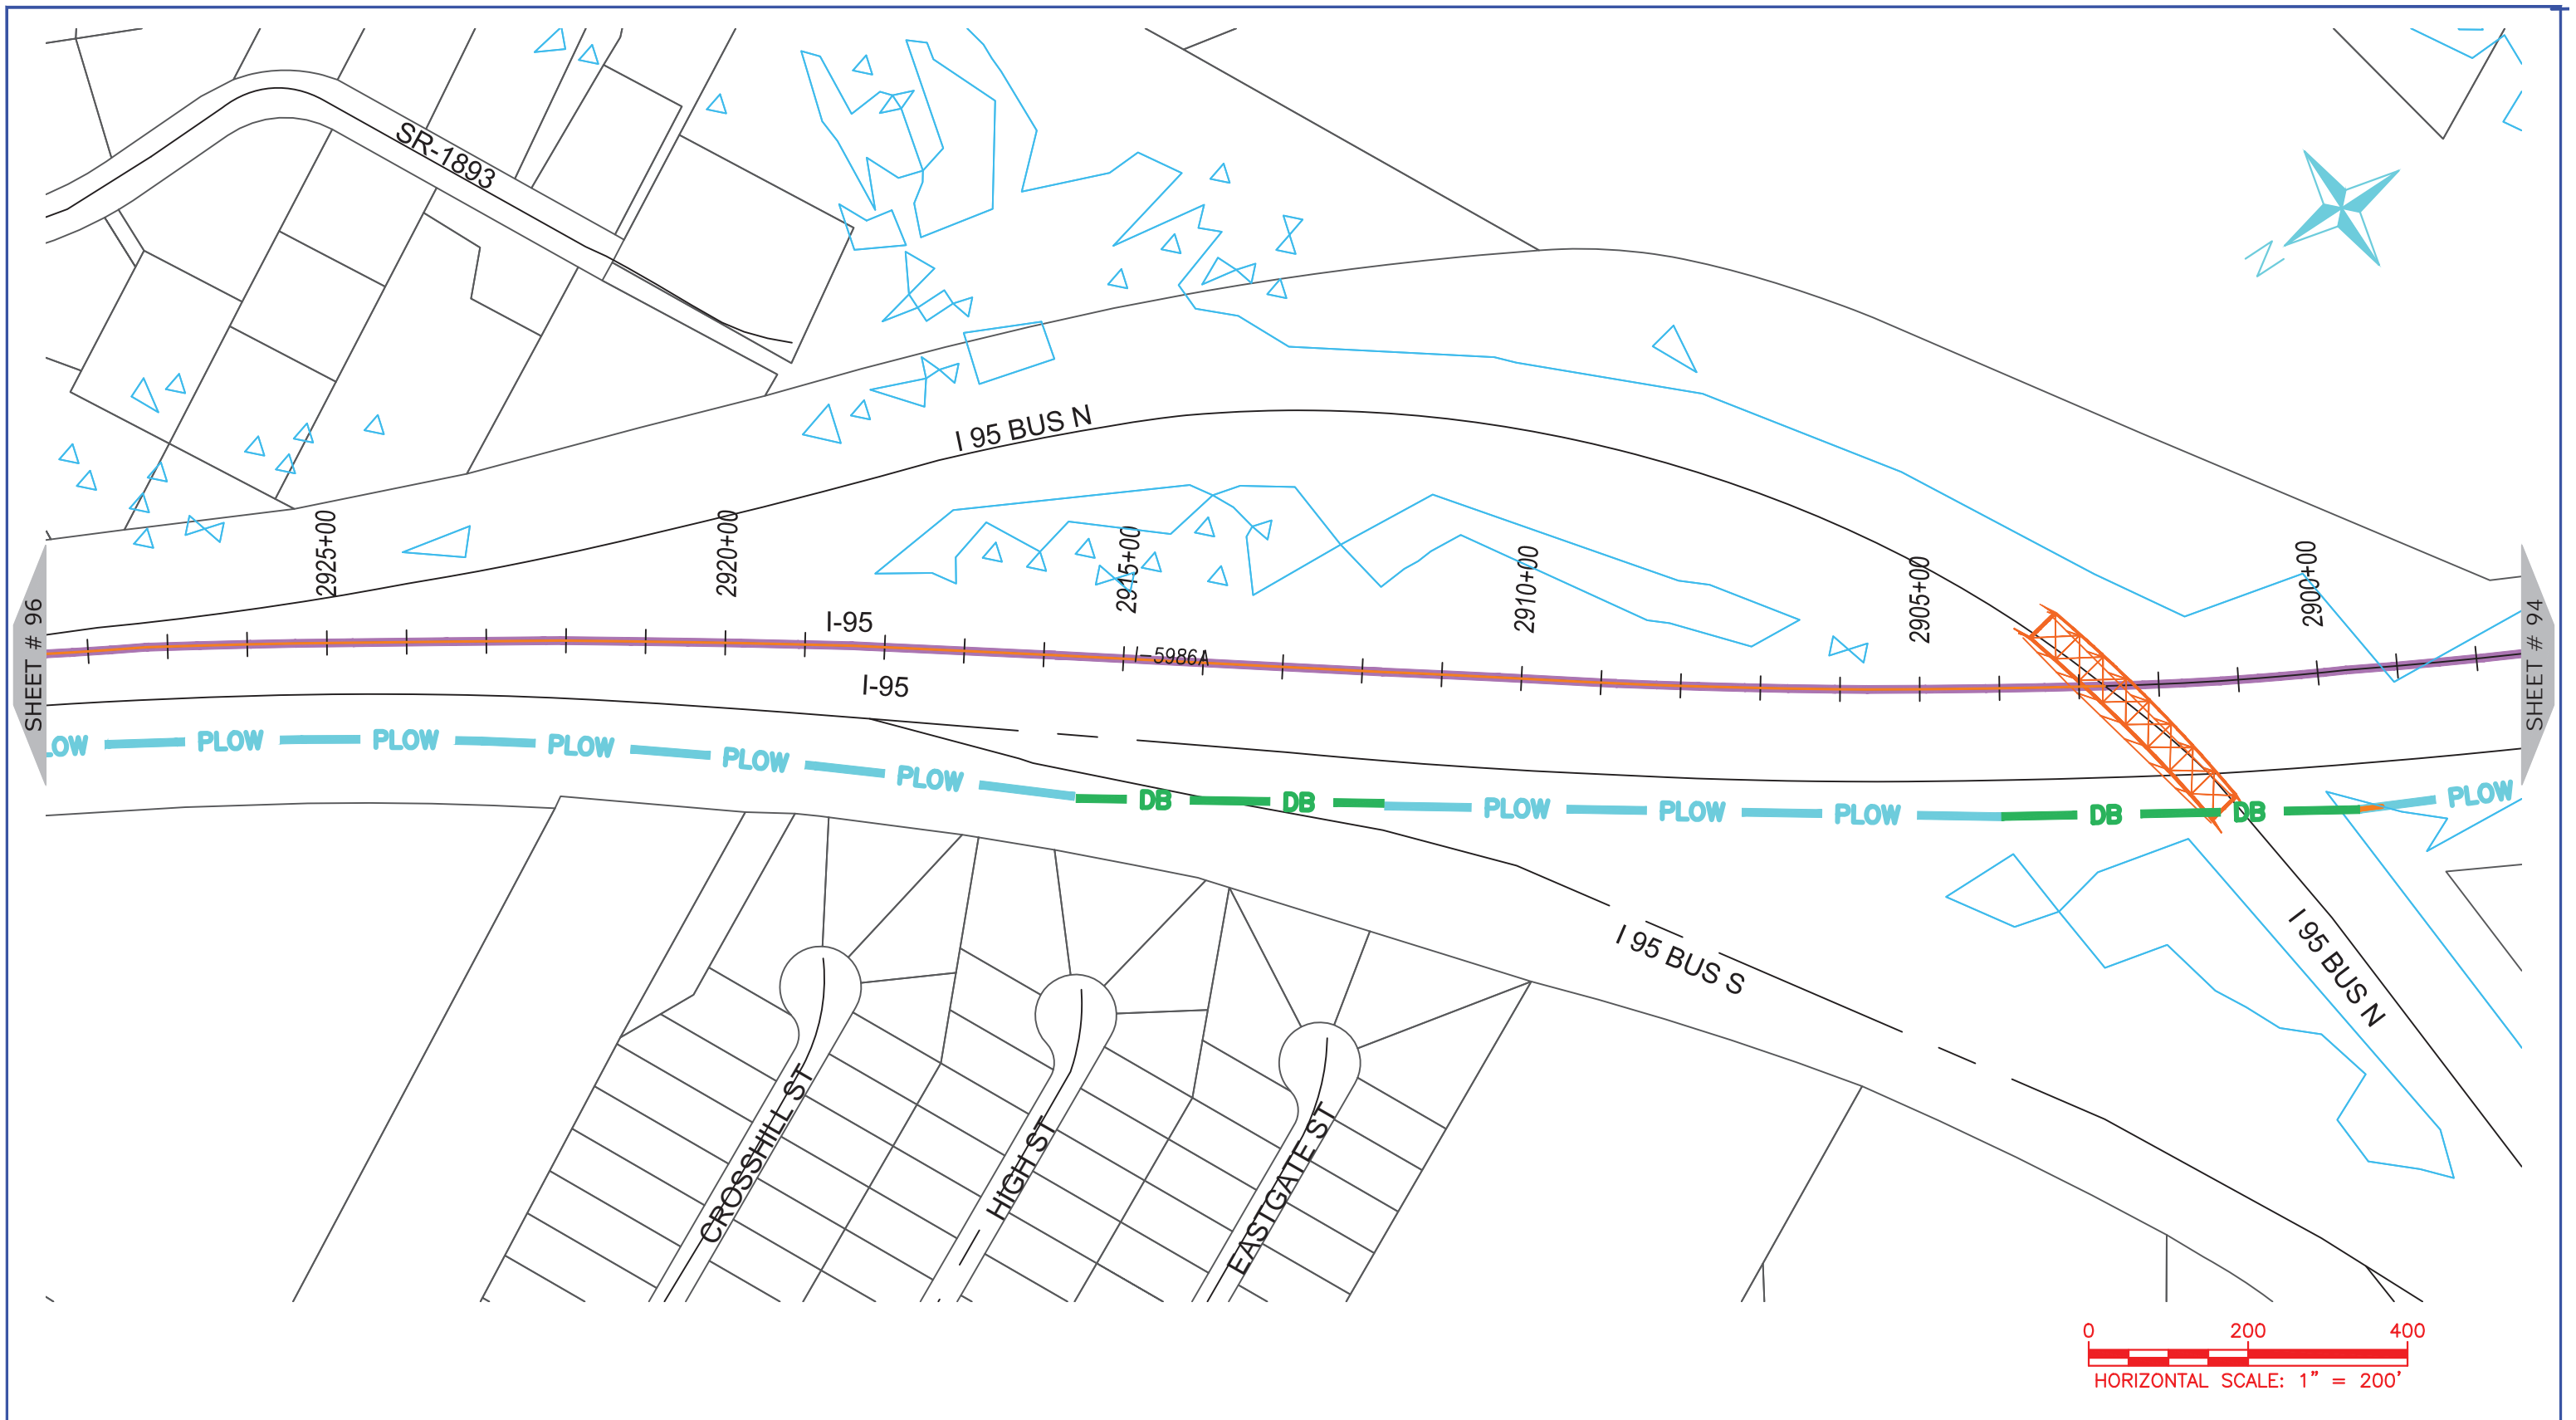 SR-1893
N
I 95 BUS N
2925+00
2920+00
2915+00
2910+00
2905+00
2900+00
SHEET # 96
I-95
I-5986A
SHEET # 94
I-95
PLOW PLOW PLOW PLOW PLOW PLOW DB DB PLOW PLOW PLOW DB DB PLOW
I 95 BUS S
I 95 BUS N
CROSSHILL ST
HIGH ST
EASTGATE ST
0 200 400
HORIZONTAL SCALE: 1" = 200'